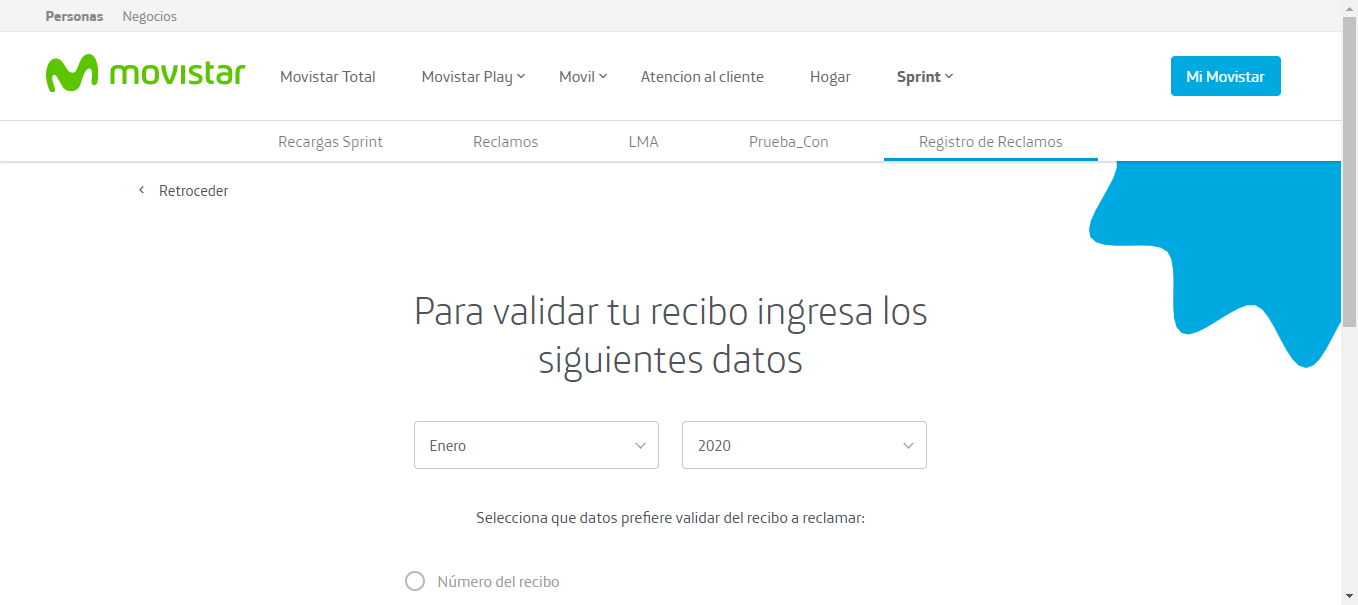 Personas Negocios
movistar Movistar Total Movistar Play Movil Atencion al cliente Hogar Sprint Mi Movistar
Recargas Sprint Reclamos LMA Prueba_Con Registro de Reclamos
Retroceder
Para validar tu recibo ingresa los
siguientes datos
Enero 2020
Selecciona que datos prefiere validar del recibo a reclamar:
Número del recibo